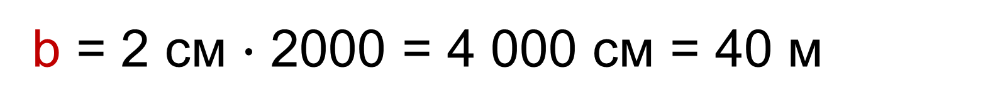 b = 2 см · 2000 = 4 000 см = 40 м